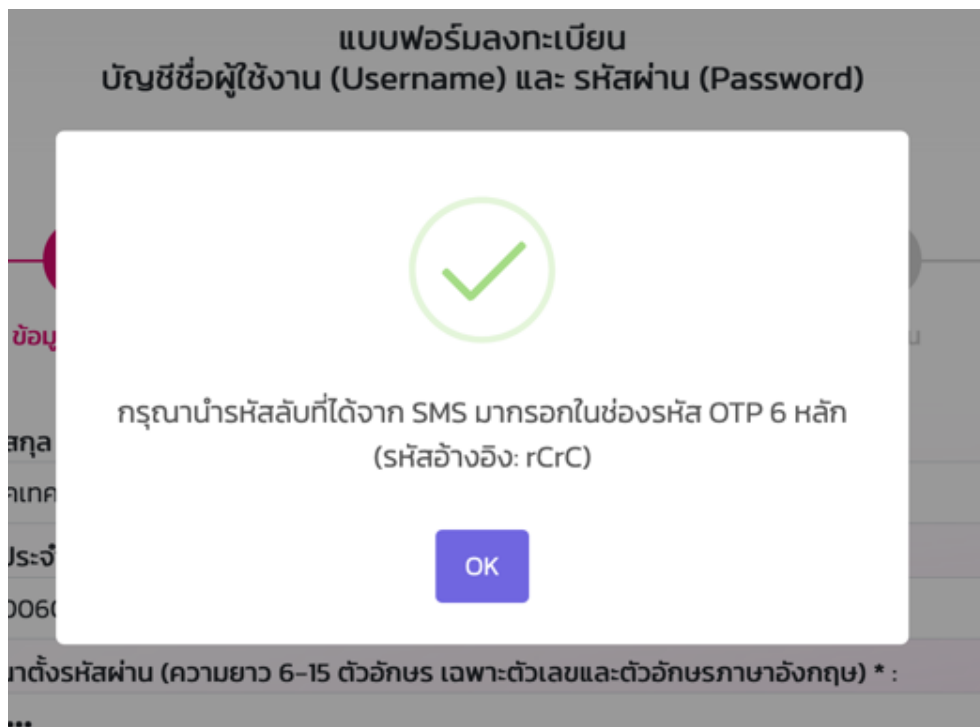 แบบฟอร์มลงทะเบียน
บัญชีชื่อผู้ใช้งาน (Username) และ รหัสผ่าน (Password)
กรุณานำรหัสลับที่ได้จาก SMS มากรอกในช่องรหัส OTP 6 หลัก
(รหัสอ้างอิง: rCrC)
OK
าตั้งรหัสผ่าน (ความยาว 6-15 ตัวอักษร เฉพาะตัวเลขและตัวอักษรภาษาอังกฤษ) * :